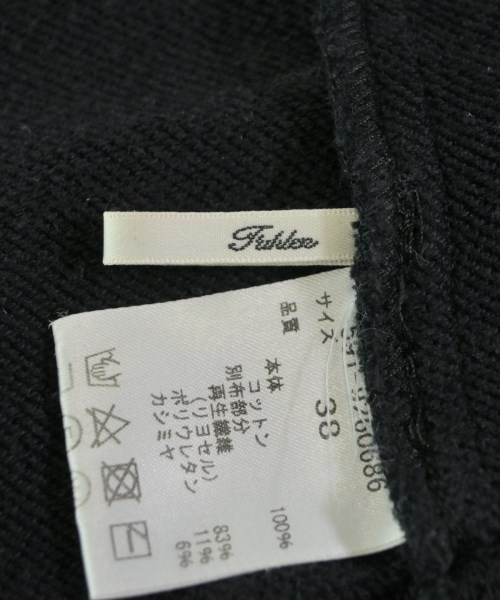 Fühlen
サイズ 38
品質
本体
コットン 100%
別布部分
再生繊維
(リヨセル) 83%
ポリウレタン 11%
カシミヤ 6%